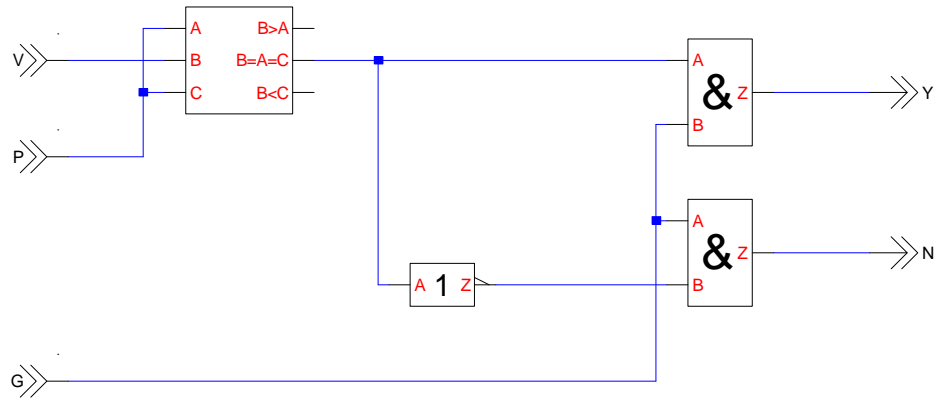 A B>A
V B B=A=C
C B<C
P
A & Z Y
B
A & Z N
B
A 1 Z
G